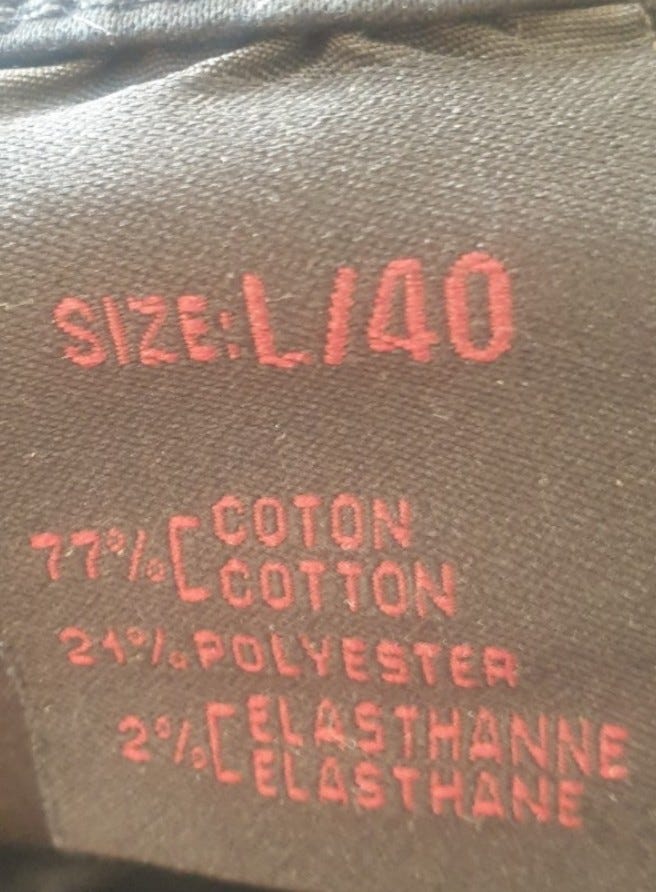 SIZE: L/40
77% [COTON
COTTON
21% POLYESTER
2% [ELASTHANNE
ELASTHANE